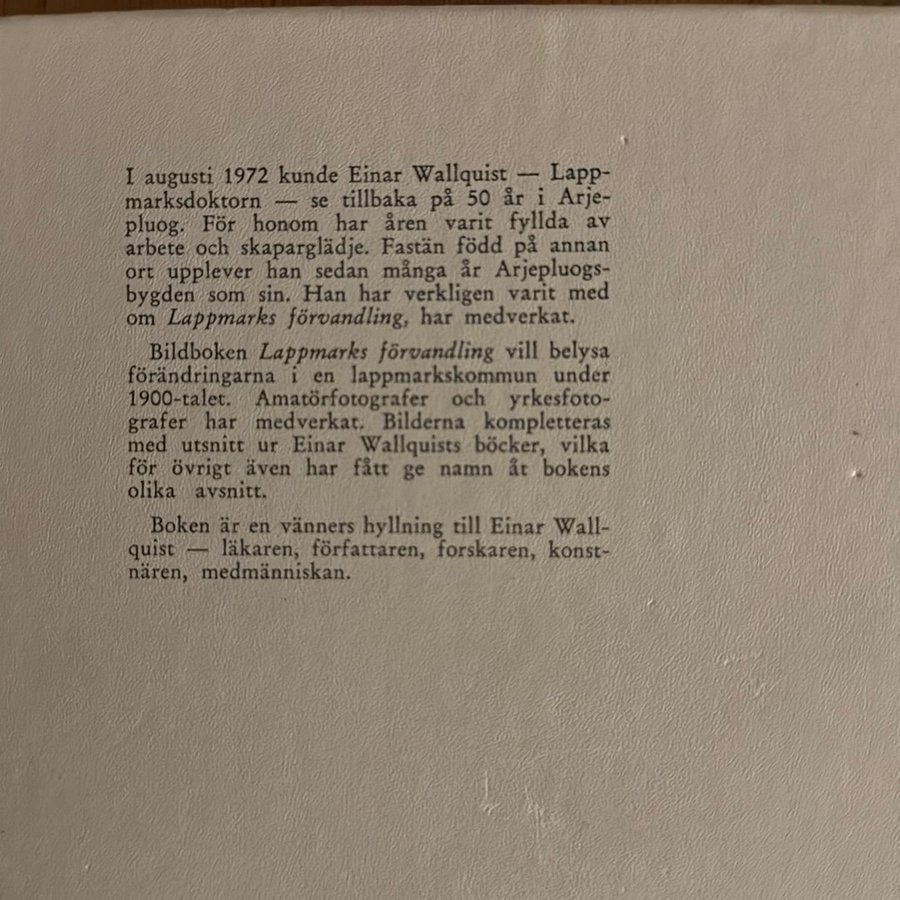 I augusti 1972 kunde Einar Wallquist — Lapp-
marksdoktorn — se tillbaka på 50 år i Arje-
pluog. För honom har åren varit fyllda av
arbete och skaparglädje. Fastän född på annan
ort upplever han sedan många år Arjepluogs-
bygden som sin. Han har verkligen varit med
om Lappmarks förvandling, har medverkat.
Bildboken Lappmarks förvandling vill belysa
förändringarna i en lappmarkskommun under
1900-talet. Amatörfotografer och yrkesfoto-
grafer har medverkat. Bilderna kompletteras
med utsnitt ur Einar Wallquists böcker, vilka
för övrigt även har fått ge namn åt bokens
olika avsnitt.
Boken är en vänners hyllning till Einar Wall-
quist — läkaren, författaren, forskaren, konst-
nären, medmänniskan.